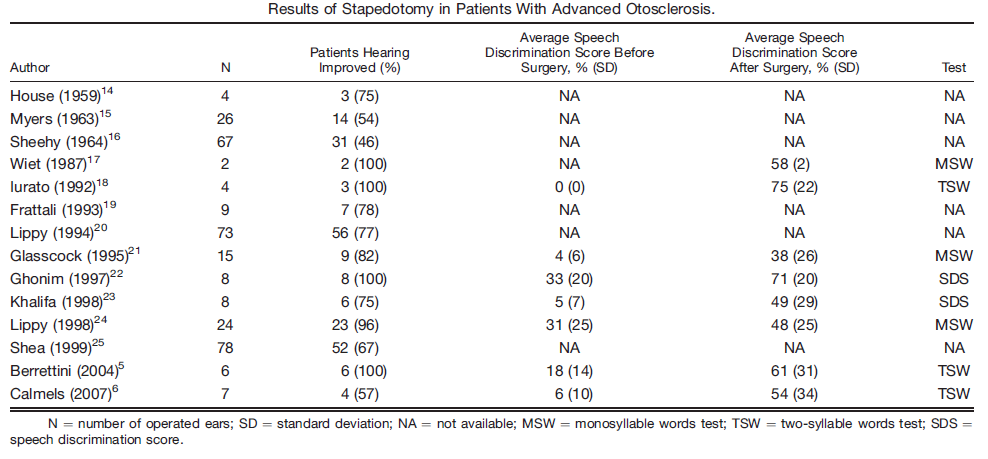 Results of Stapedotomy in Patients With Advanced Otosclerosis.
Author N Patients Hearing Improved (%) Average Speech Discrimination Score Before Surgery, % (SD) Average Speech Discrimination Score After Surgery, % (SD) Test
House (1959)14 4 3 (75) NA NA NA
Myers (1963)15 26 14 (54) NA NA NA
Sheehy (1964)16 67 31 (46) NA NA NA
Wiet (1987)17 2 2 (100) NA 58 (2) MSW
Iurato (1992)18 4 3 (100) 0 (0) 75 (22) TSW
Frattali (1993)19 9 7 (78) NA NA NA
Lippy (1994)20 73 56 (77) NA NA NA
Glasscock (1995)21 15 9 (82) 4 (6) 38 (26) MSW
Ghonim (1997)22 8 8 (100) 33 (20) 71 (20) SDS
Khalifa (1998)23 8 6 (75) 5 (7) 49 (29) SDS
Lippy (1998)24 24 23 (96) 31 (25) 48 (25) MSW
Shea (1999)25 78 52 (67) NA NA NA
Berrettini (2004)5 6 6 (100) 18 (14) 61 (31) TSW
Calmels (2007)6 7 4 (57) 6 (10) 54 (34) TSW
N = number of operated ears; SD = standard deviation; NA = not available; MSW = monosyllable words test; TSW = two-syllable words test; SDS =
speech discrimination score.